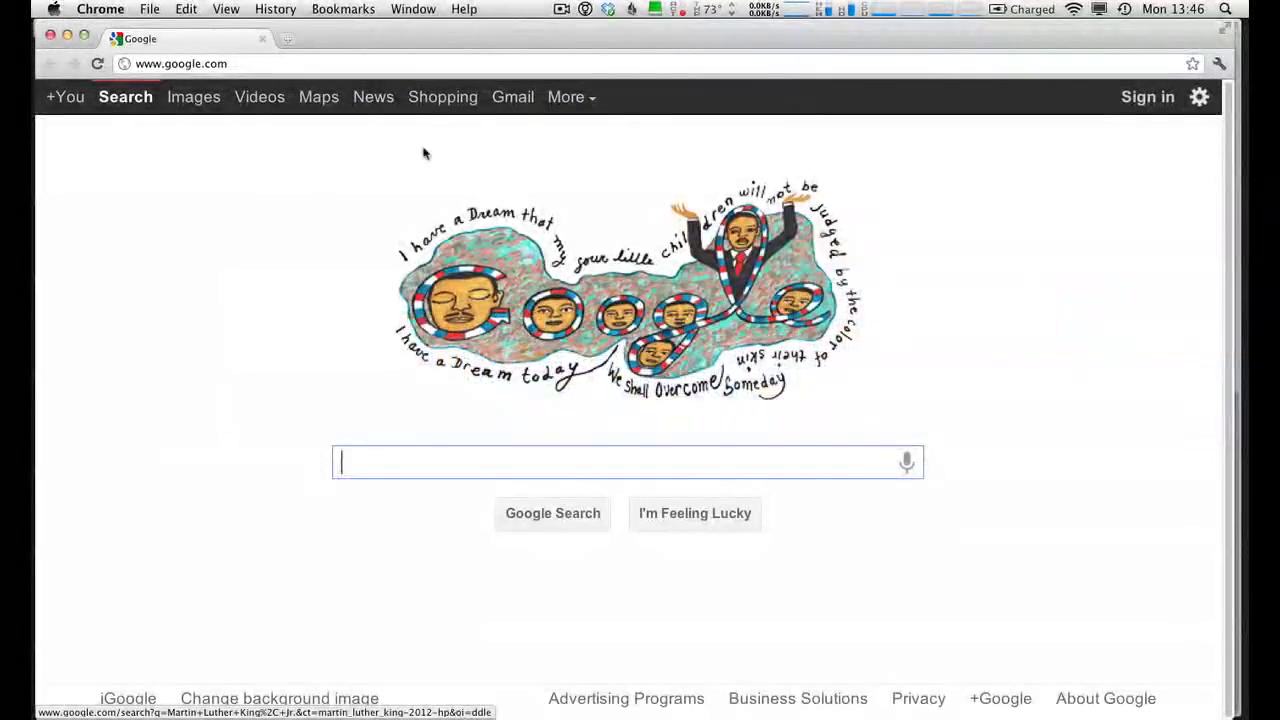 Chrome File Edit View History Bookmarks Window Help 73° 0.0KB/s 0.0KB/s Charged Mon 13:46
Google
www.google.com
+You Search Images Videos Maps News Shopping Gmail More Sign in
I have a Dream that my four little children will not be judged by the color of their skin
I have a Dream today
We shall Overcome Someday
Google Search I'm Feeling Lucky
iGoogle Change background image Advertising Programs Business Solutions Privacy +Google About Google
www.google.com/search?q=Martin+Luther+King%2C+Jr.&ct=martin_luther_king-2012-hp&oi=ddle